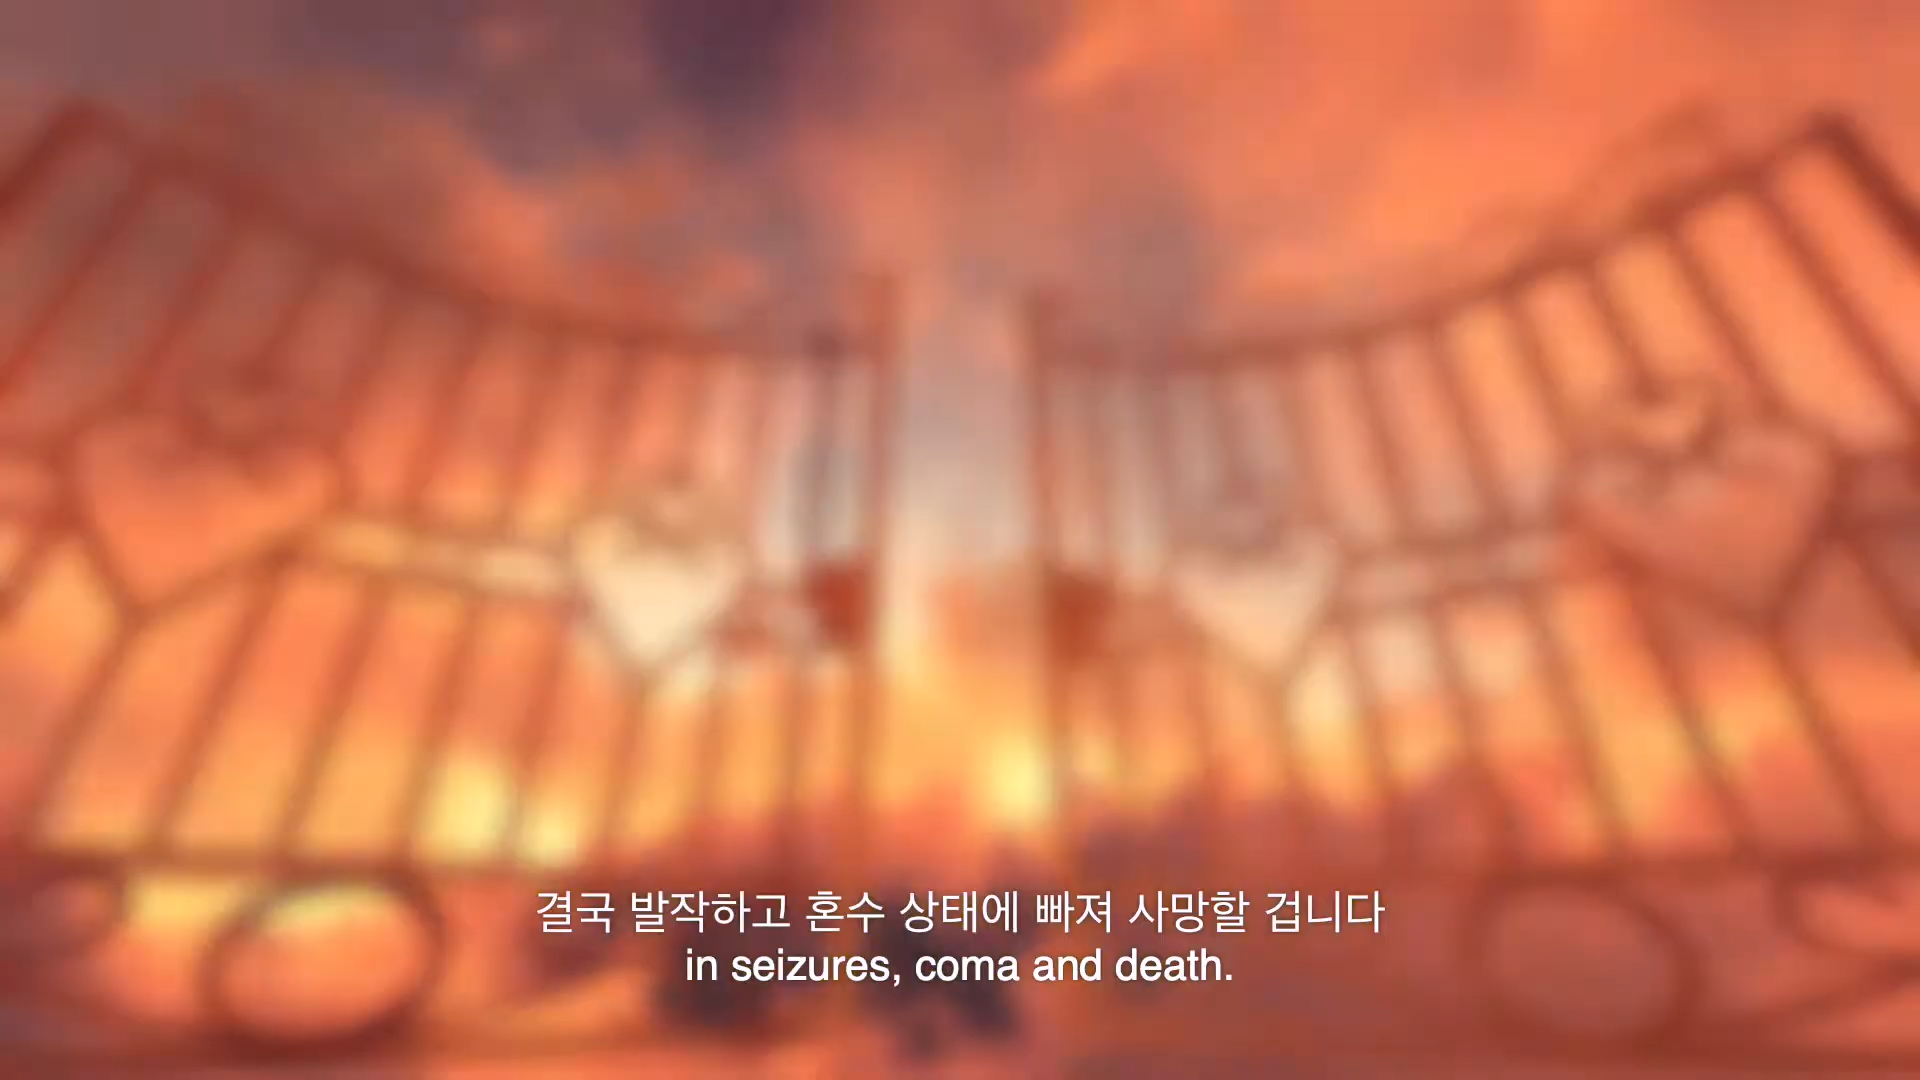 결국 발작하고 혼수 상태에 빠져 사망할 겁니다
in seizures, coma and death.